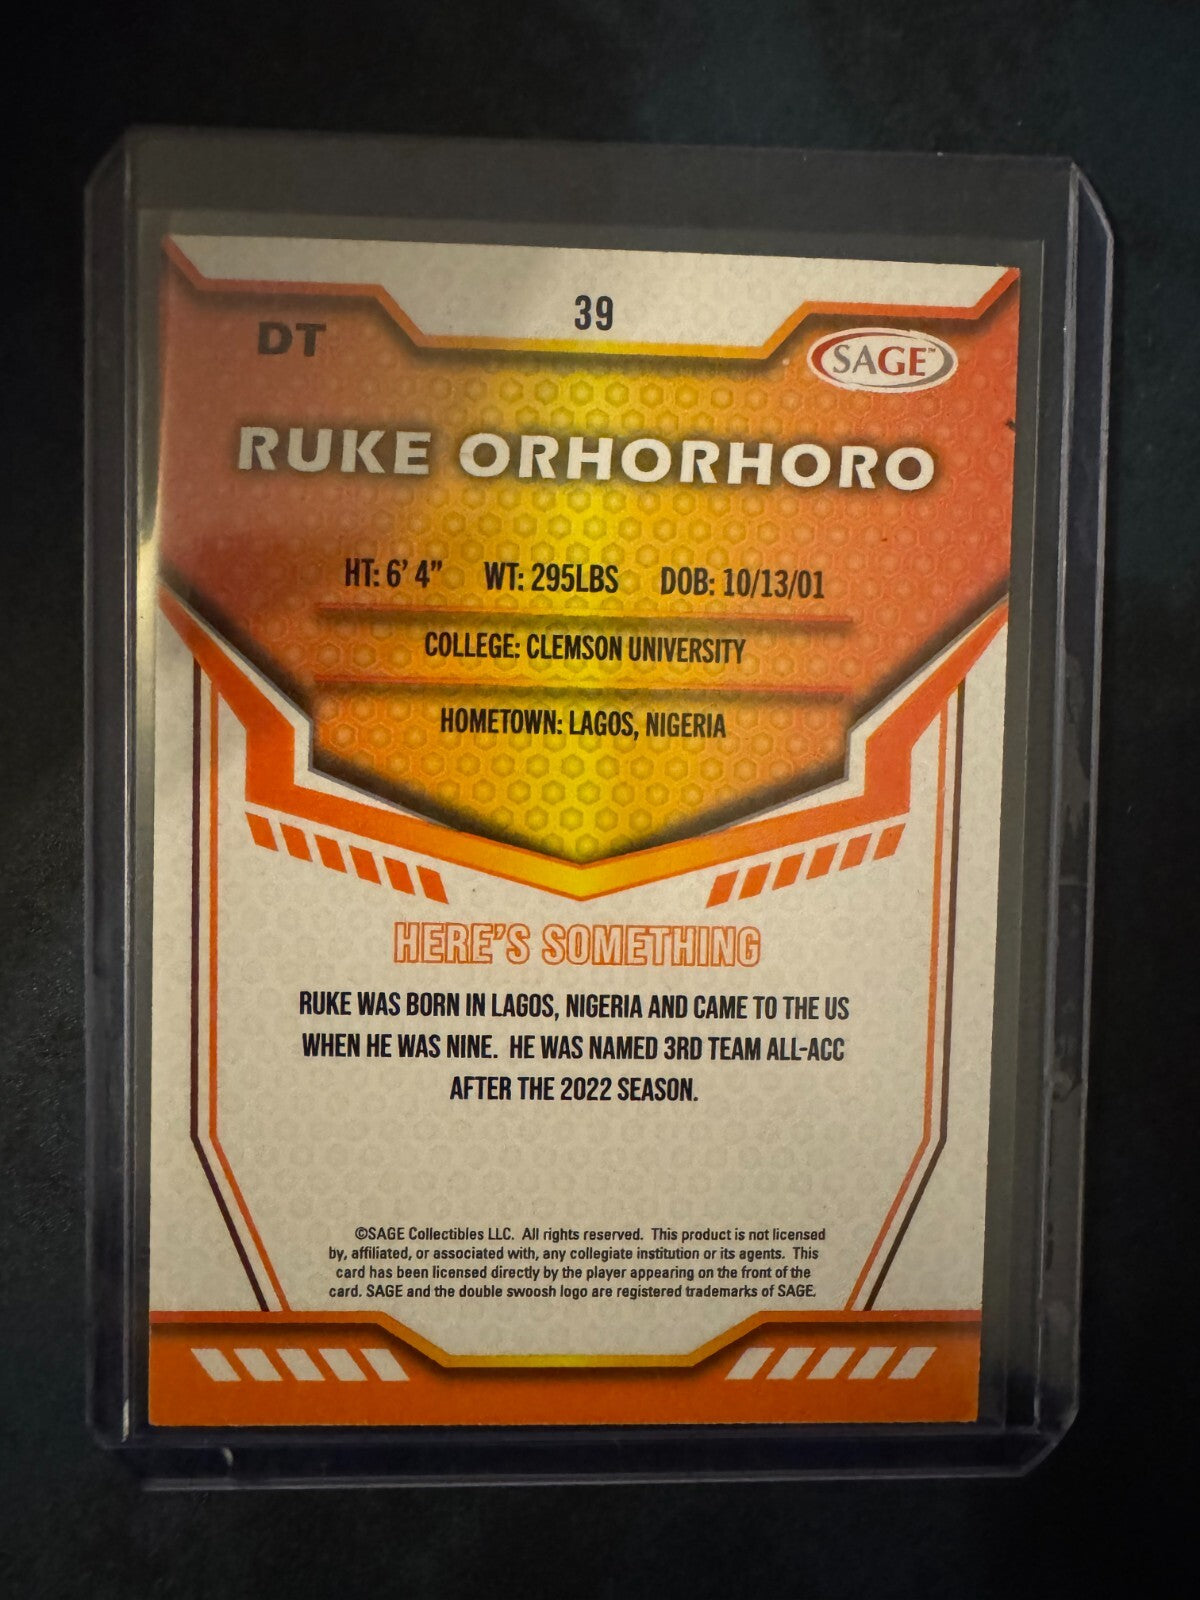 39
DT
SAGE™
RUKE ORHORHORO
HT: 6' 4" WT: 295LBS DOB: 10/13/01
COLLEGE: CLEMSON UNIVERSITY
HOMETOWN: LAGOS, NIGERIA
HERE'S SOMETHING
RUKE WAS BORN IN LAGOS, NIGERIA AND CAME TO THE US
WHEN HE WAS NINE. HE WAS NAMED 3RD TEAM ALL-ACC
AFTER THE 2022 SEASON.
©SAGE Collectibles LLC. All rights reserved. This product is not licensed
by, affiliated, or associated with, any collegiate institution or its agents. This
card has been licensed directly by the player appearing on the front of the
card. SAGE and the double swoosh logo are registered trademarks of SAGE.